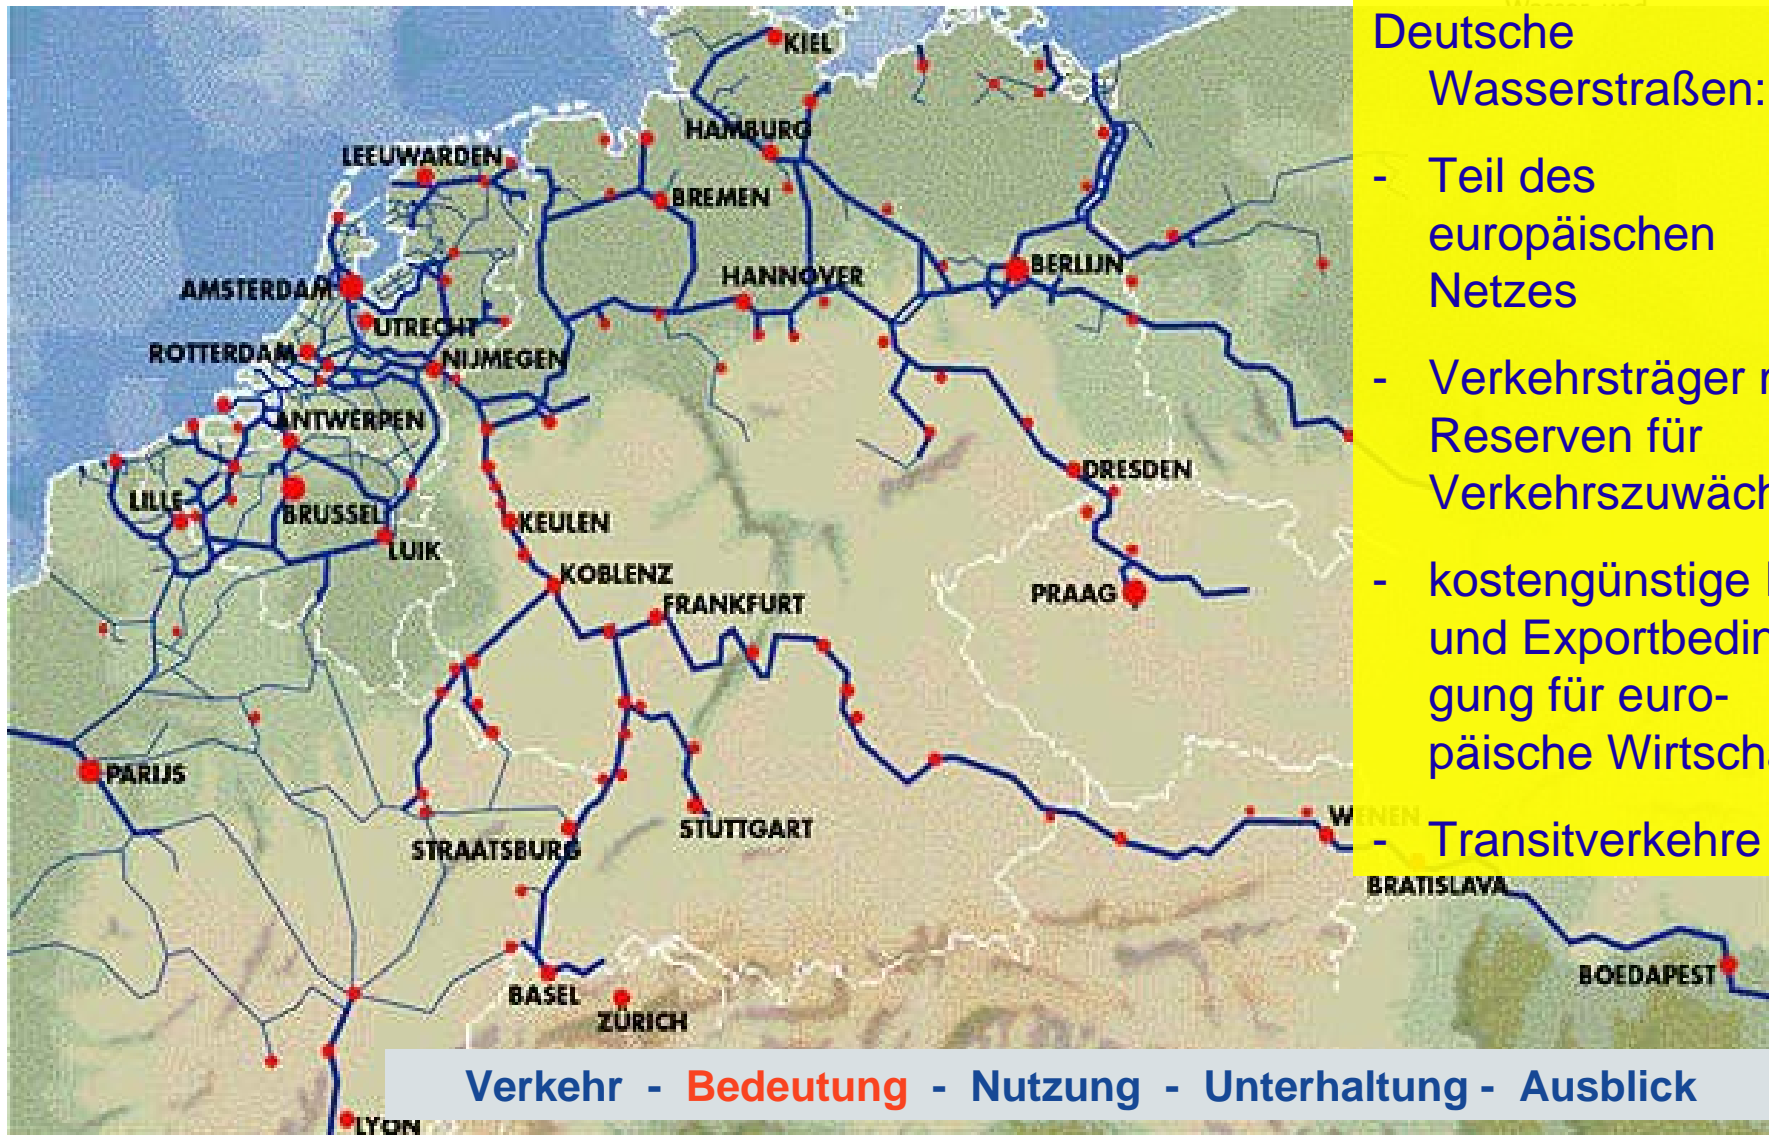 KIEL
HAMBURG
LEEUWARDEN
BREMEN
AMSTERDAM
HANNOVER
BERLIJN
UTRECHT
ROTTERDAM
NIJMEGEN
ANTWERPEN
LILLE
BRUSSEL
LUIK
KEULEN
DRESDEN
KOBLENZ
FRANKFURT
PRAAG
PARIJS
STRAATSBURG
STUTTGART
WENEN
BRATISLAVA
BASEL
ZÜRICH
BOEDAPEST
LYON
Deutsche
Wasserstraßen:
- Teil des
europäischen
Netzes
- Verkehrsträger
Reserven für
Verkehrszuwäch
- kostengünstige
und Exportbedin
gung für euro-
päische Wirtscha
- Transitverkehre
Verkehr - Bedeutung - Nutzung - Unterhaltung - Ausblick